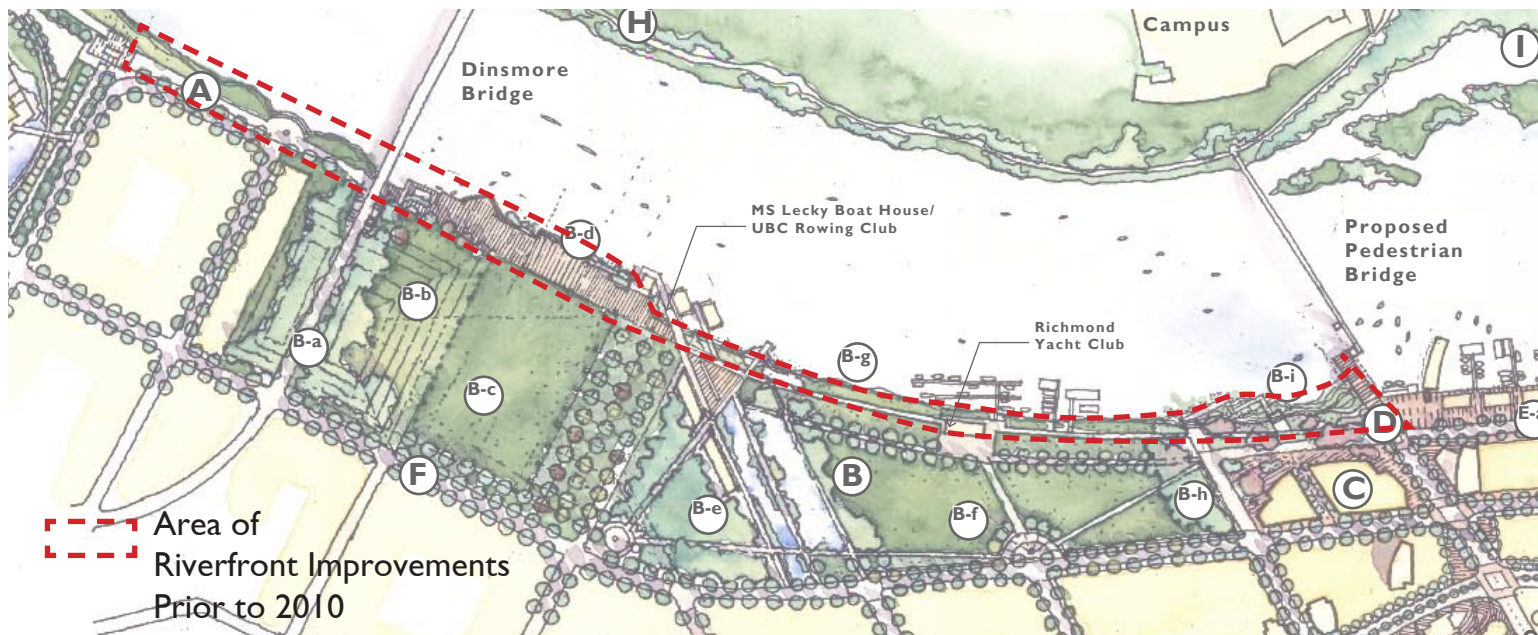 H
Campus
I
Dinsmore
Bridge
A
MS Lecky Boat House/
UBC Rowing Club
Proposed
Pedestrian
Bridge
B-d
B-b
B-a
Richmond
Yacht Club
B-g
B-i
B-c
D
F
B
C
B-h
B-e
B-f
Area of
Riverfront Improvements
Prior to 2010